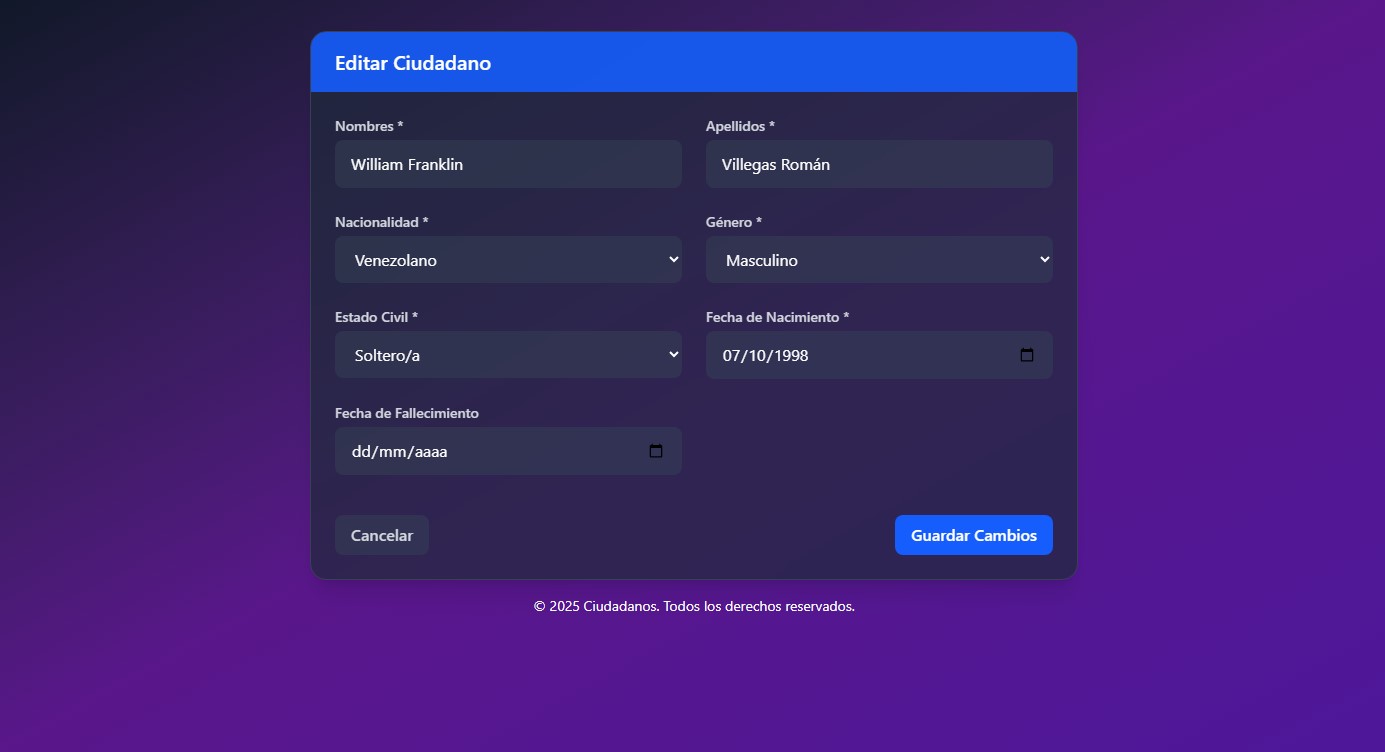 Editar Ciudadano
Nombres *
Apellidos *
William Franklin
Villegas Román
Nacionalidad *
Género *
Venezolano
Masculino
Estado Civil *
Fecha de Nacimiento *
Soltero/a
07/10/1998
Fecha de Fallecimiento
dd/mm/aaaa
Cancelar
Guardar Cambios
© 2025 Ciudadanos. Todos los derechos reservados.